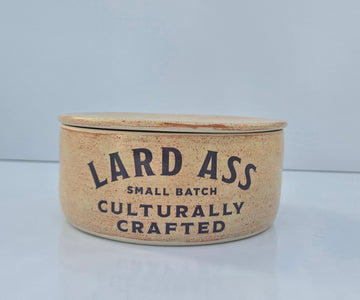 LARD ASS
SMALL BATCH
CULTURALLY
CRAFTED